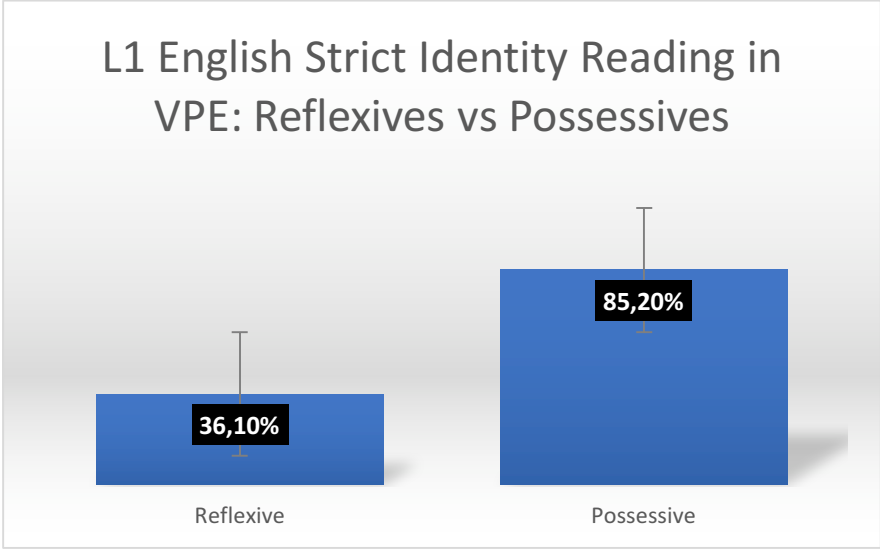 L1 English Strict Identity Reading in
VPE: Reflexives vs Possessives
85,20%
36,10%
Reflexive
Possessive